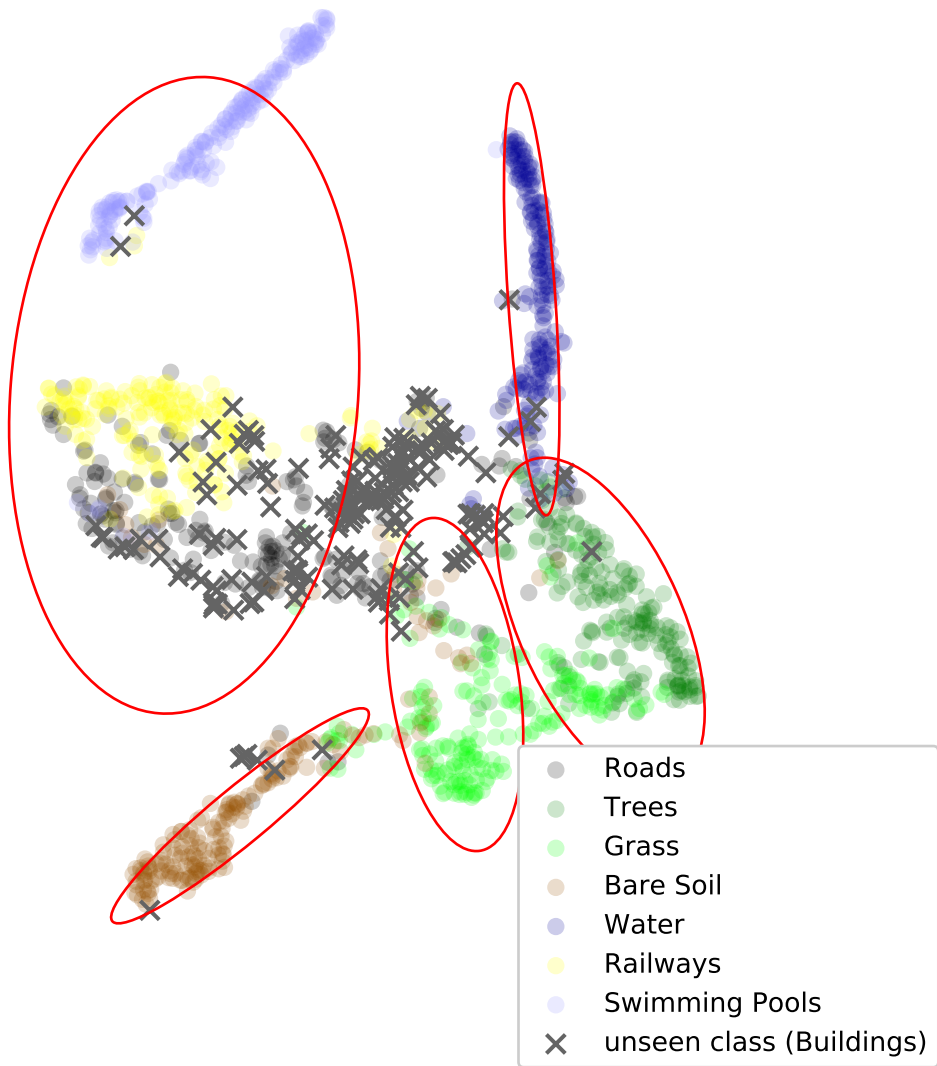 Roads
Trees
Grass
Bare Soil
Water
Railways
Swimming Pools
unseen class (Buildings)